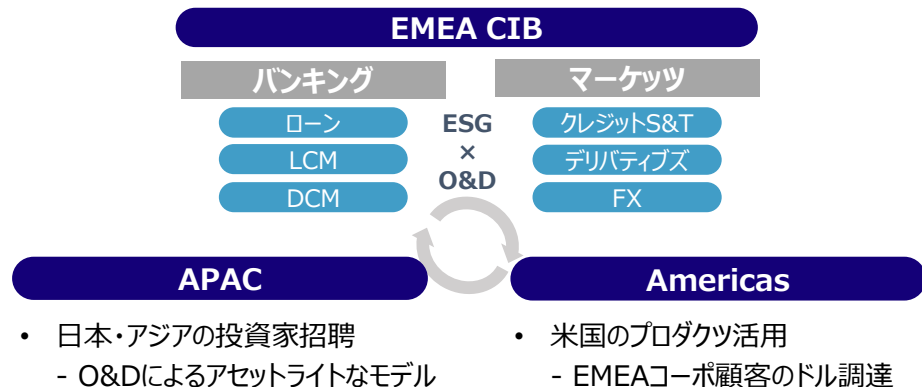 EMEA CIB
バンキング
マーケッツ
ローン
LCM
DCM
ESG
×
O&D
クレジットS&T
デリバティブズ
FX
APAC
Americas
• 日本・アジアの投資家招聘
- O&Dによるアセットライトなモデル
• 米国のプロダクツ活用
- EMEAコーポ顧客のドル調達